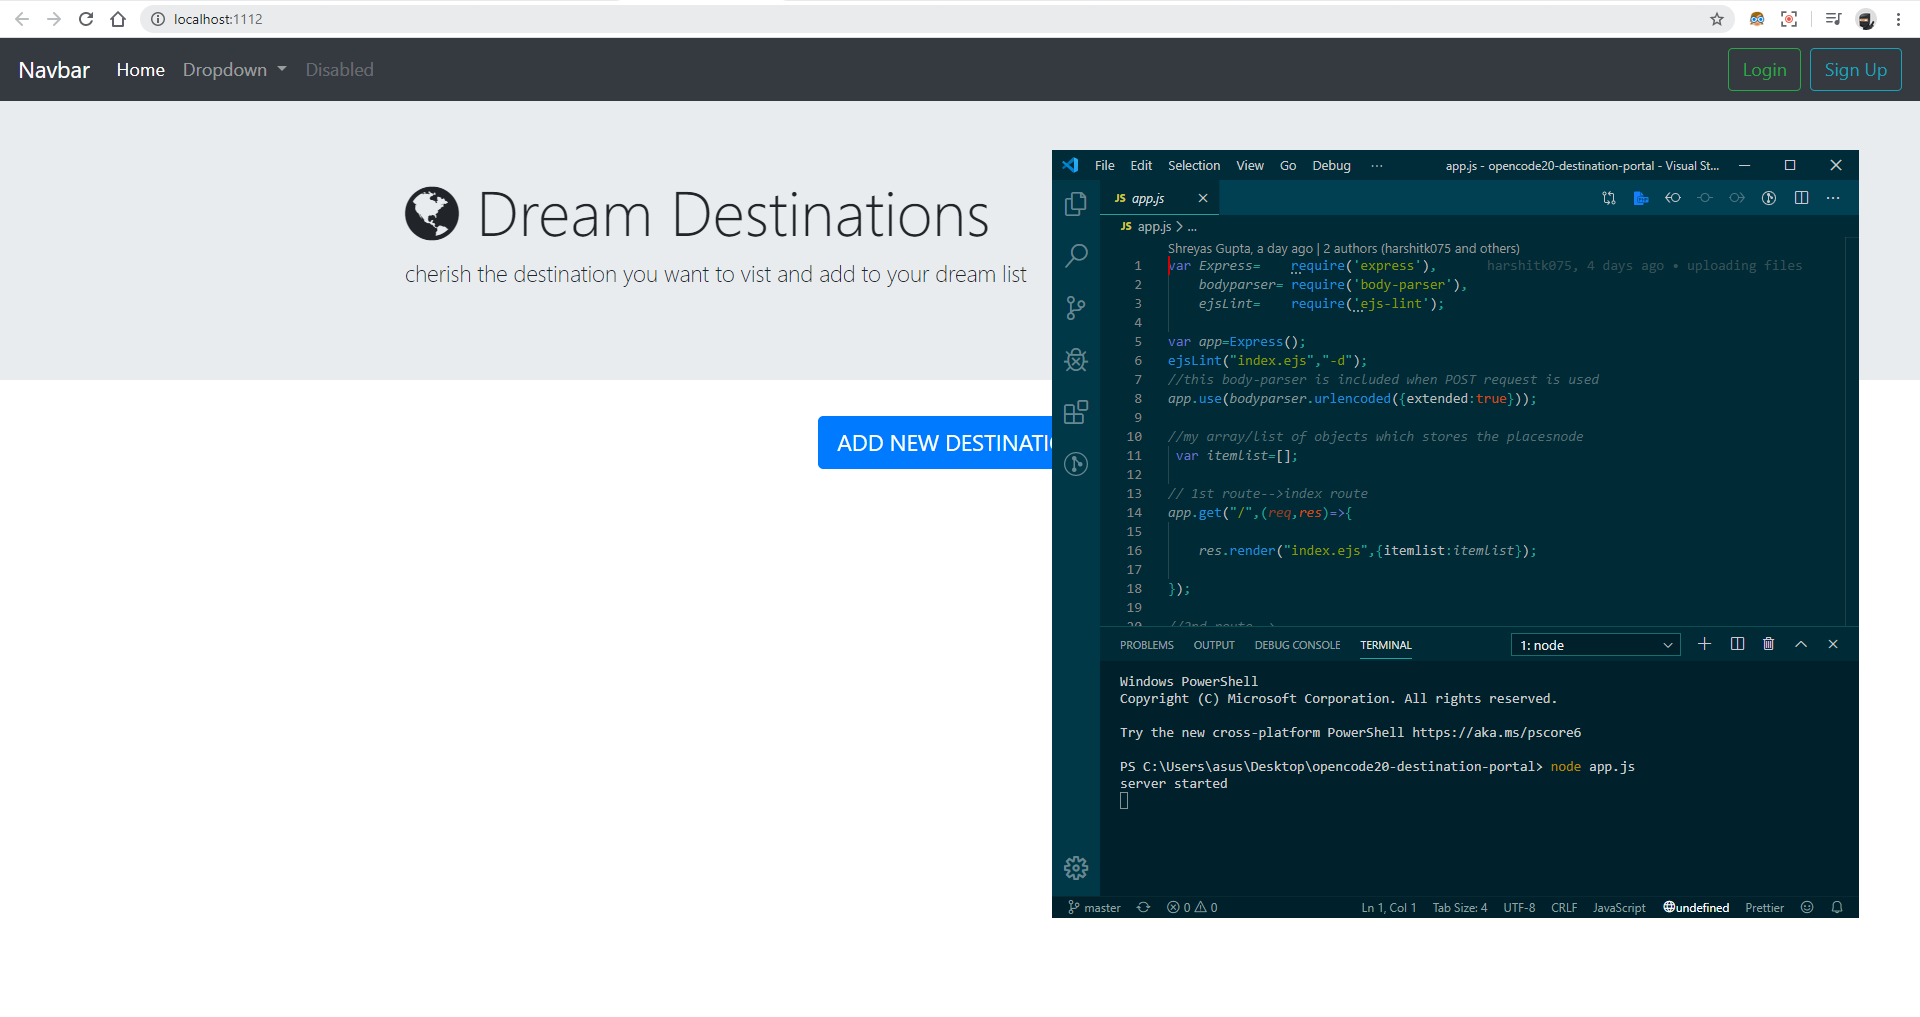 localhost:1112
Navbar Home Dropdown Disabled Login Sign Up
Dream Destinations
cherish the destination you want to vist and add to your dream list
ADD NEW DESTINATIO
File Edit Selection View Go Debug ··· app.js - opencode20-destination-portal - Visual St...
JS app.js
JS app.js > ...
Shreyas Gupta, a day ago | 2 authors (harshitk075 and others)
1 var Express= require('express'), harshitk075, 4 days ago • uploading files
2 bodyparser= require('body-parser'),
3 ejsLint= require('ejs-lint');
4
5 var app=Express();
6 ejsLint("index.ejs","-d");
7 //this body-parser is included when POST request is used
8 app.use(bodyparser.urlencoded({extended:true}));
9
10 //my array/list of objects which stores the placesnode
11 var itemlist=[];
12
13 // 1st route-->index route
14 app.get("/",(req,res)=>{
15
16 res.render("index.ejs",{itemlist:itemlist});
17
18 });
19
20 //2nd route-->
PROBLEMS OUTPUT DEBUG CONSOLE TERMINAL 1: node
Windows PowerShell
Copyright (C) Microsoft Corporation. All rights reserved.
Try the new cross-platform PowerShell https://aka.ms/pscore6
PS C:\Users\asus\Desktop\opencode20-destination-portal> node app.js
server started
master 0 0 Ln 1, Col 1 Tab Size: 4 UTF-8 CRLF JavaScript undefined Prettier